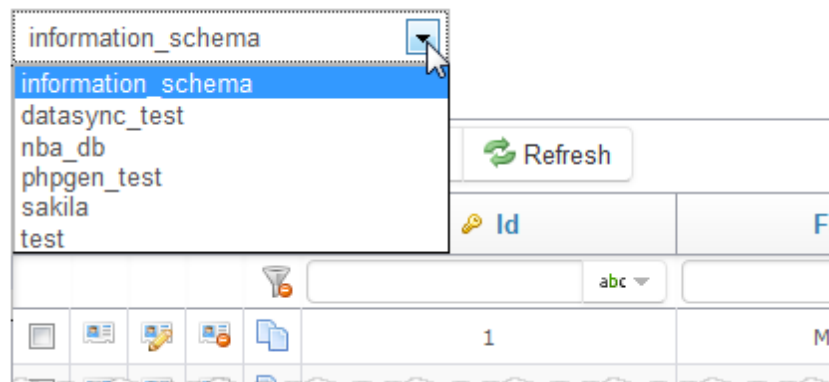 information_schema
information_schema
datasync_test
nba_db
phpgen_test
sakila
test
Refresh
Id
F
abc
1
M